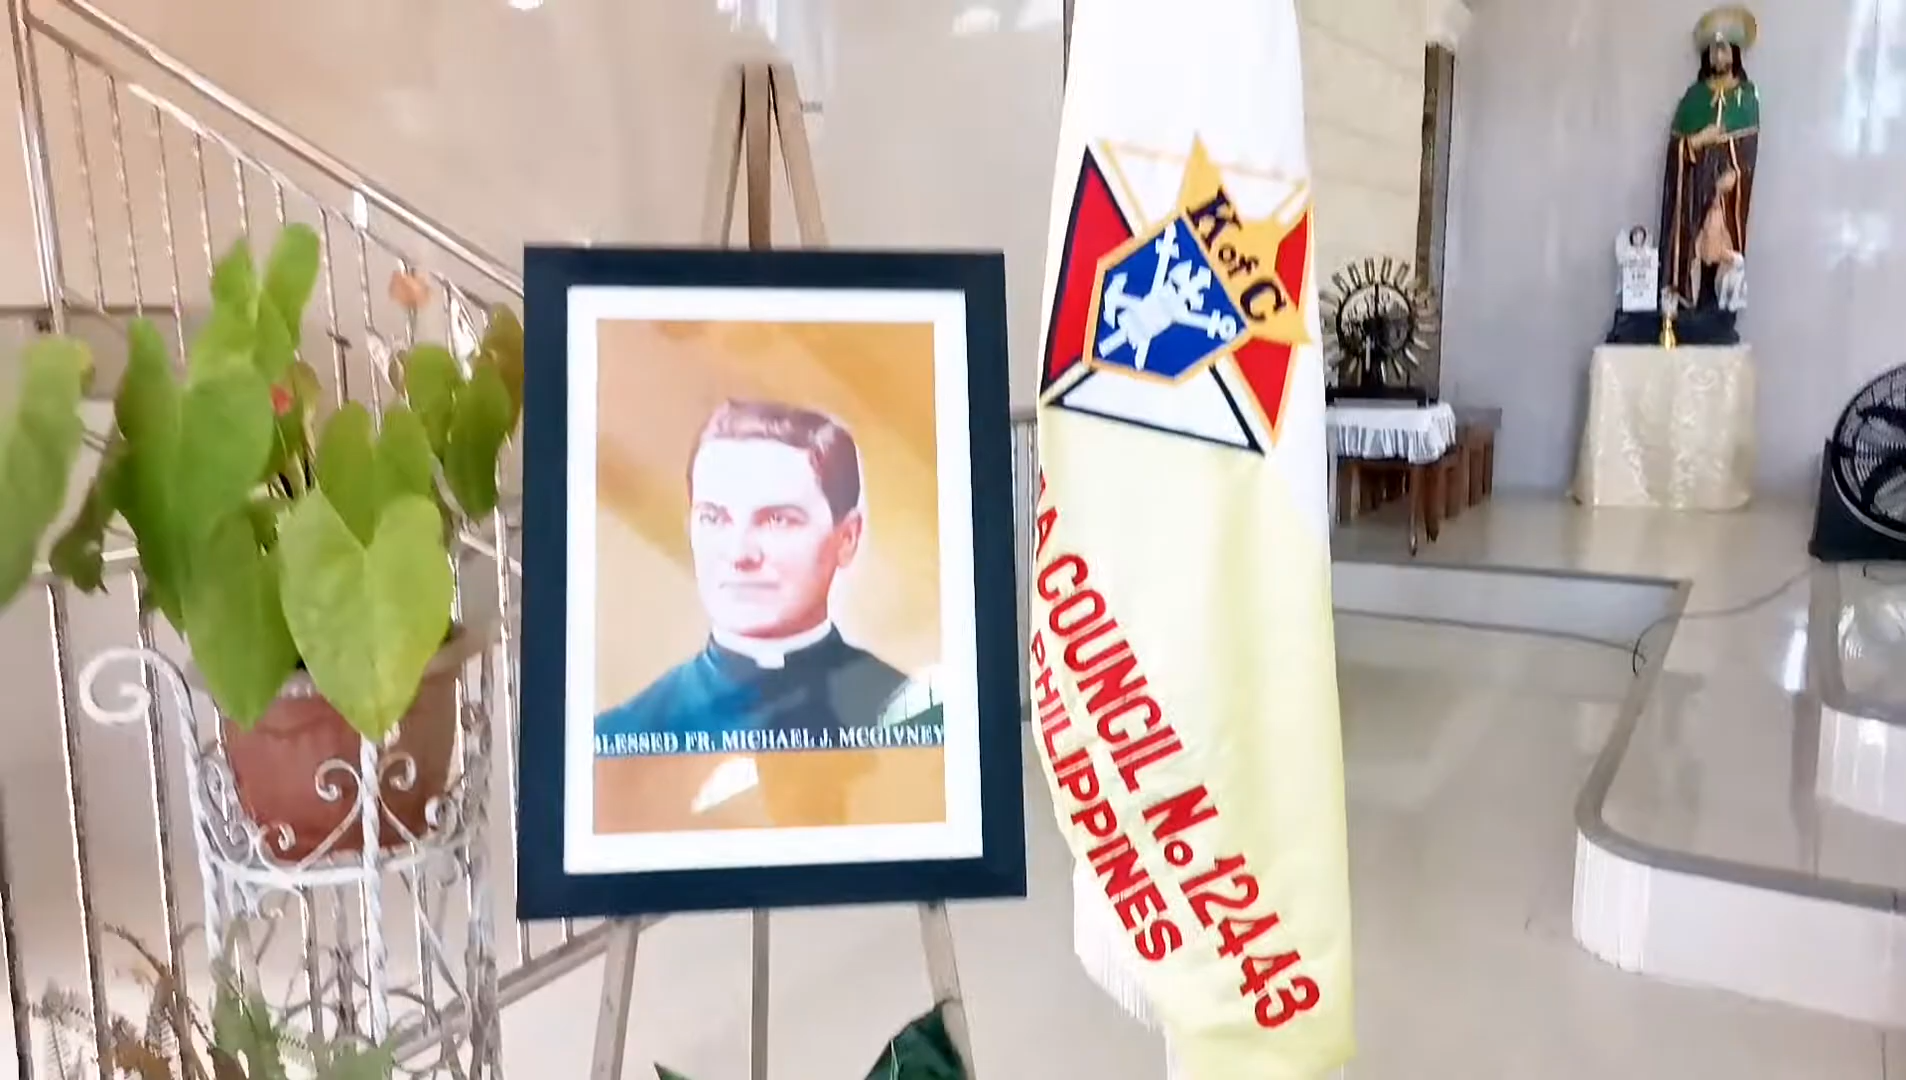 BLESSED FR. MICHAEL J. MCGIVNEY
K of C
A COUNCIL No. 12443
PHILIPPINES